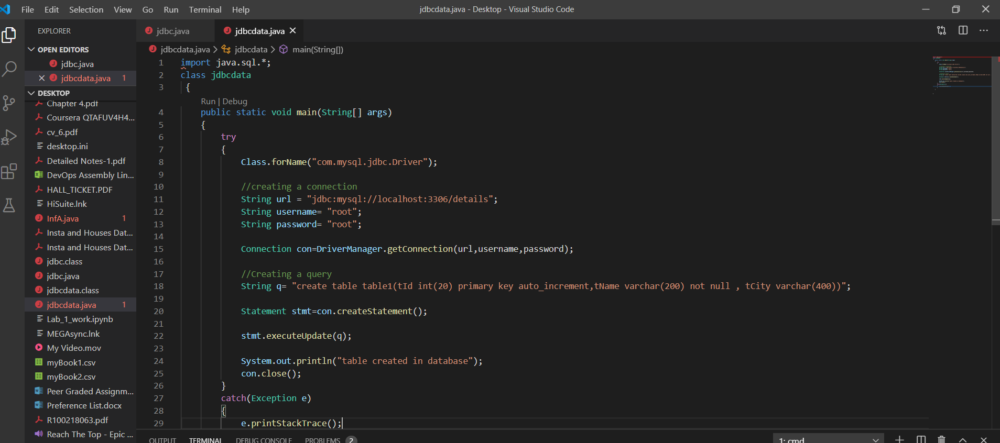 File Edit Selection View Go Run Terminal Help
jdbcdata.java - Desktop - Visual Studio Code
EXPLORER
OPEN EDITORS
jdbc.java
jdbcdata.java 1
DESKTOP
Chapter 4.pdf
Coursera QTAFUV4H4...
cv_6.pdf
desktop.ini
Detailed Notes-1.pdf
DevOps Assembly Lin...
HALL_TICKET.PDF
HiSuite.lnk
InfA.java 1
Insta and Houses Dat...
Insta and Houses Dat...
jdbc.class
jdbc.java
jdbcdata.class
jdbcdata.java 1
Lab_1_work.ipynb
MEGAsync.lnk
My Video.mov
myBook1.csv
myBook2.csv
Peer Graded Assignm...
Preference List.docx
R100218063.pdf
Reach The Top - Epic ...
jdbc.java jdbcdata.java
jdbcdata.java > jdbcdata > main(String[])
1 import java.sql.*;
2 class jdbcdata
3 {
Run | Debug
4 public static void main(String[] args)
5 {
6 try
7 {
8 Class.forName("com.mysql.jdbc.Driver");
9
10 //creating a connection
11 String url = "jdbc:mysql://localhost:3306/details";
12 String username= "root";
13 String password= "root";
14
15 Connection con=DriverManager.getConnection(url,username,password);
16
17 //Creating a query
18 String q= "create table table1(tId int(20) primary key auto_increment,tName varchar(200) not null , tCity varchar(400))";
19
20 Statement stmt=con.createStatement();
21
22 stmt.executeUpdate(q);
23
24 System.out.println("table created in database");
25 con.close();
26 }
27 catch(Exception e)
28 {
29 e.printStackTrace();
OUTPUT TERMINAL DEBUG CONSOLE PROBLEMS 2
1: cmd